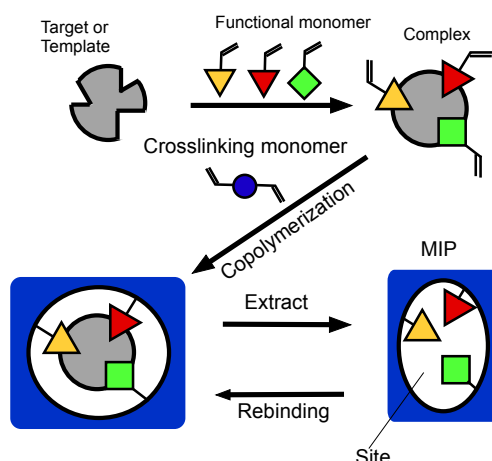 Target or
Template
Functional monomer
Complex
Crosslinking monomer
Copolymerization
MIP
Extract
Rebinding
Site